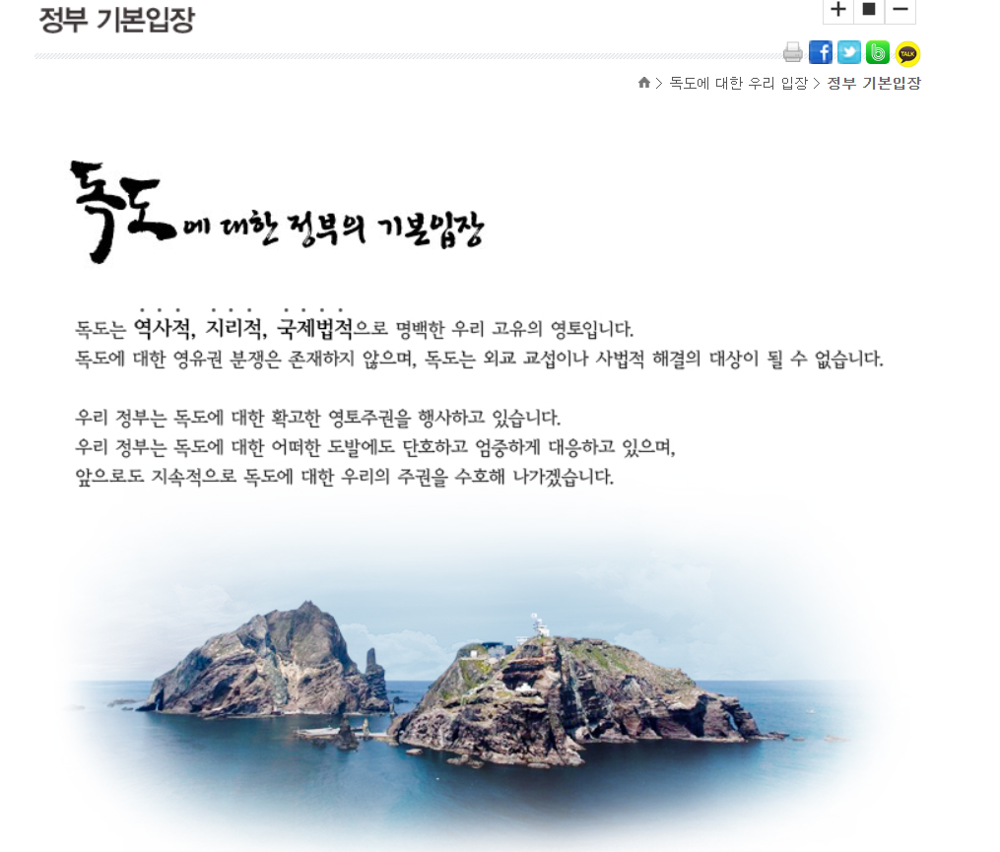 정부 기본입장
독도에 대한 우리 입장 > 정부 기본입장
독도에 대한 정부의 기본입장
독도는 역사적, 지리적, 국제법적으로 명백한 우리 고유의 영토입니다.
독도에 대한 영유권 분쟁은 존재하지 않으며, 독도는 외교 교섭이나 사법적 해결의 대상이 될 수 없습니다.
우리 정부는 독도에 대한 확고한 영토주권을 행사하고 있습니다.
우리 정부는 독도에 대한 어떠한 도발에도 단호하고 엄중하게 대응하고 있으며,
앞으로도 지속적으로 독도에 대한 우리의 주권을 수호해 나가겠습니다.